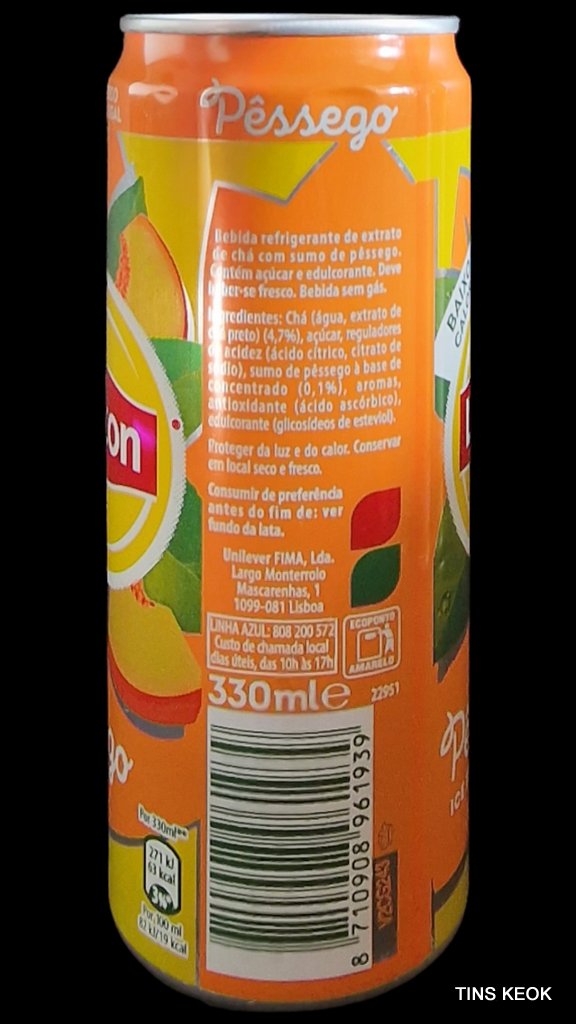 Pêssego
Bebida refrigerante de extrato
de chá com sumo de pêssego.
Contém açúcar e edulcorante. Deve
beber-se fresco. Bebida sem gás.
Ingredientes: Chá (água, extrato de
chá preto) (4,7%), açúcar, reguladores
de acidez (ácido cítrico, citrato de
sódio), sumo de pêssego à base de
concentrado (0,1%), aromas,
antioxidante (ácido ascórbico),
edulcorante (glicosídeos de esteviol).
Proteger da luz e do calor. Conservar
em local seco e fresco.
Consumir de preferência
antes do fim de: ver
fundo da lata.
Unilever FIMA, Lda.
Largo Monterroio
Mascarenhas, 1
1099-081 Lisboa
LINHA AZUL: 808 200 572
Custo de chamada local
dias úteis, das 10h às 17h
ECOPONTO
AMARELO
330ml e
22951
8 710908 961939
Por 330ml**
271 kJ
63 kcal
3%*
Por 100 ml
82 kJ/19 kcal
BAIXO
CALO
on
go
Pê
ICE
TINS KEOK